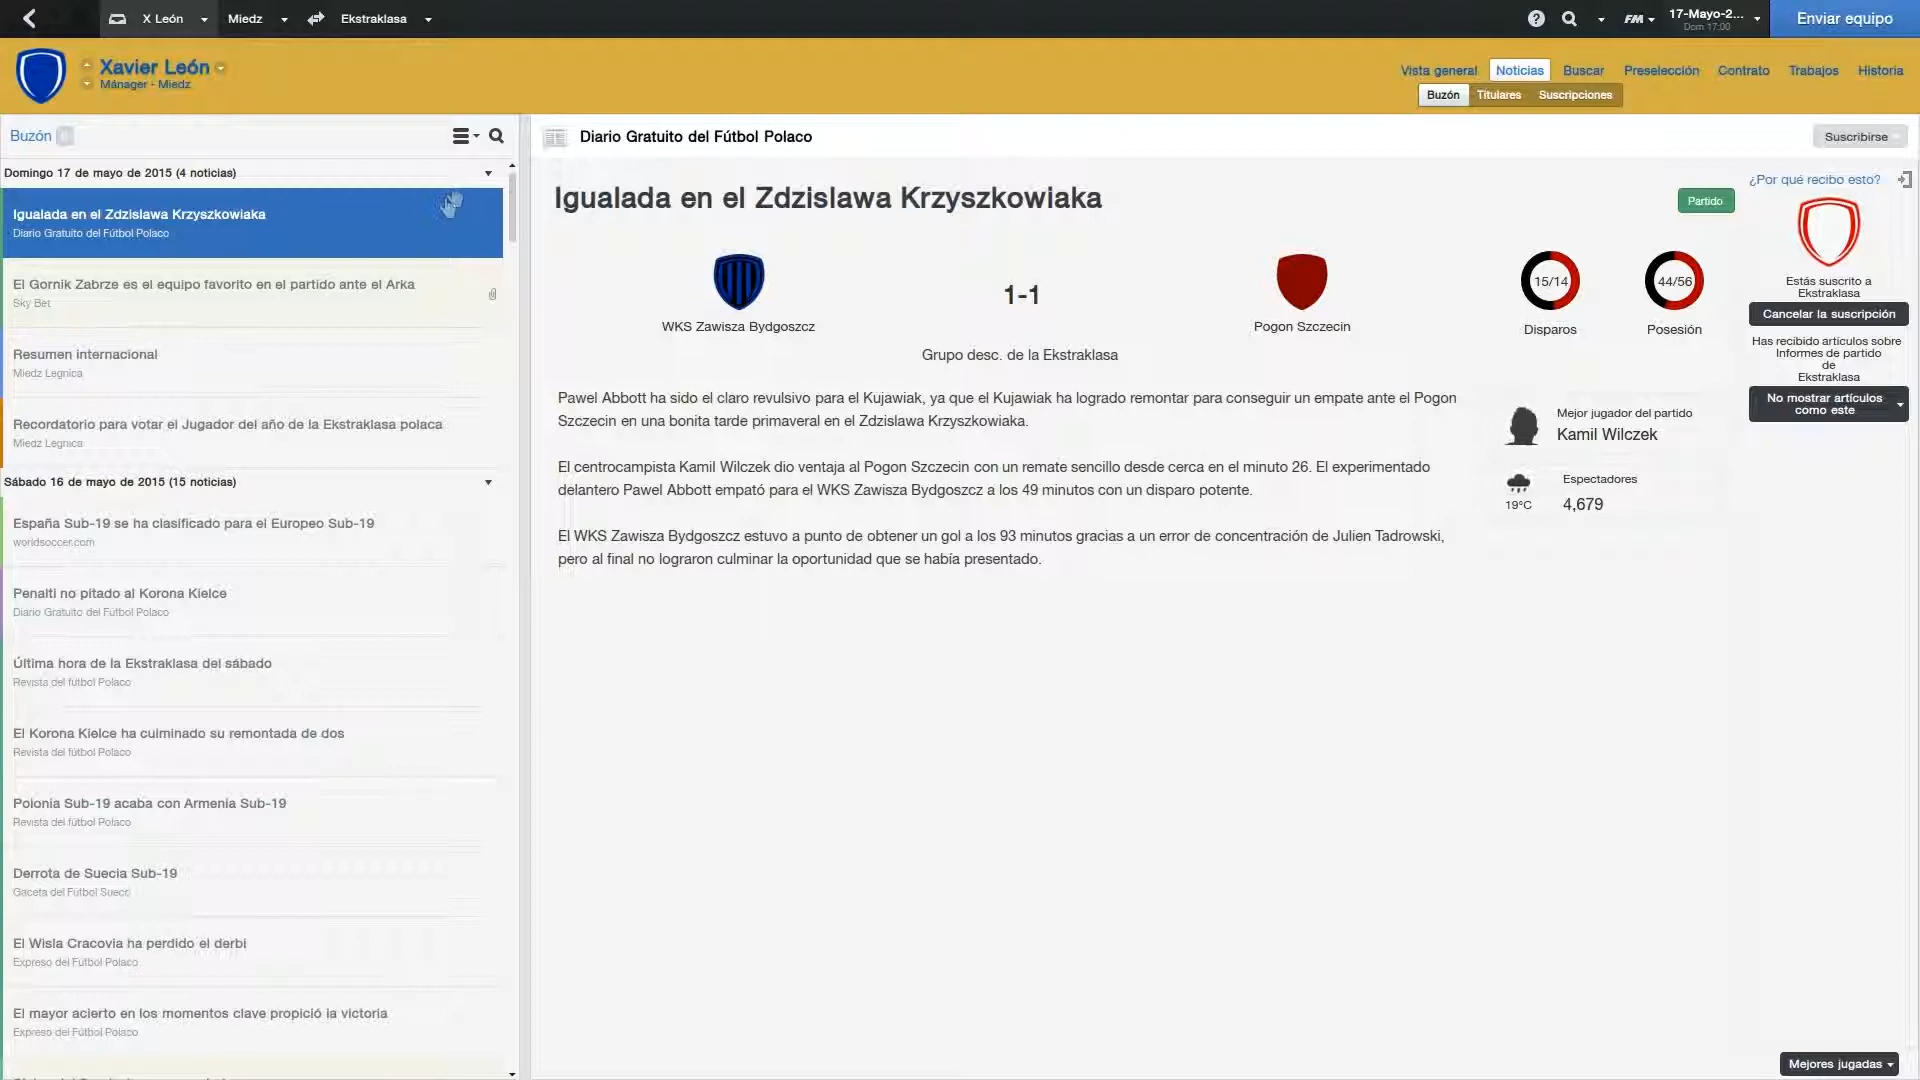 X León
Miedz
Ekstraklasa
FM
17-Mayo-2...
Dom 17:00
Enviar equipo
Xavier León
Mánager - Miedz
Vista general
Noticias
Buscar
Preselección
Contrato
Trabajos
Historia
Buzón
Titulares
Suscripciones
Buzón
Domingo 17 de mayo de 2015 (4 noticias)
Igualada en el Zdzislawa Krzyszkowiaka
Diario Gratuito del Fútbol Polaco
El Gornik Zabrze es el equipo favorito en el partido ante el Arka
Sky Bet
Resumen internacional
Miedz Legnica
Recordatorio para votar el Jugador del año de la Ekstraklasa polaca
Miedz Legnica
Sábado 16 de mayo de 2015 (15 noticias)
España Sub-19 se ha clasificado para el Europeo Sub-19
worldsoccer.com
Penalti no pitado al Korona Kielce
Diario Gratuito del Fútbol Polaco
Última hora de la Ekstraklasa del sábado
Revista del fútbol Polaco
El Korona Kielce ha culminado su remontada de dos
Revista del fútbol Polaco
Polonia Sub-19 acaba con Armenia Sub-19
Revista del fútbol Polaco
Derrota de Suecia Sub-19
Gaceta del Fútbol Sueco
El Wisla Cracovia ha perdido el derbi
Expreso del Fútbol Polaco
El mayor acierto en los momentos clave propició la victoria
Expreso del Fútbol Polaco
Diario Gratuito del Fútbol Polaco
Suscribirse
Igualada en el Zdzislawa Krzyszkowiaka
Partido
¿Por qué recibo esto?
WKS Zawisza Bydgoszcz
1-1
Pogon Szczecin
Grupo desc. de la Ekstraklasa
15/14
Disparos
44/56
Posesión
Estás suscrito a
Ekstraklasa
Cancelar la suscripción
Has recibido artículos sobre
Informes de partido
de
Ekstraklasa
No mostrar artículos
como este
Pawel Abbott ha sido el claro revulsivo para el Kujawiak, ya que el Kujawiak ha logrado remontar para conseguir un empate ante el Pogon
Szczecin en una bonita tarde primaveral en el Zdzislawa Krzyszkowiaka.
El centrocampista Kamil Wilczek dio ventaja al Pogon Szczecin con un remate sencillo desde cerca en el minuto 26. El experimentado
delantero Pawel Abbott empató para el WKS Zawisza Bydgoszcz a los 49 minutos con un disparo potente.
El WKS Zawisza Bydgoszcz estuvo a punto de obtener un gol a los 93 minutos gracias a un error de concentración de Julien Tadrowski,
pero al final no lograron culminar la oportunidad que se había presentado.
Mejor jugador del partido
Kamil Wilczek
19°C
Espectadores
4,679
Mejores jugadas